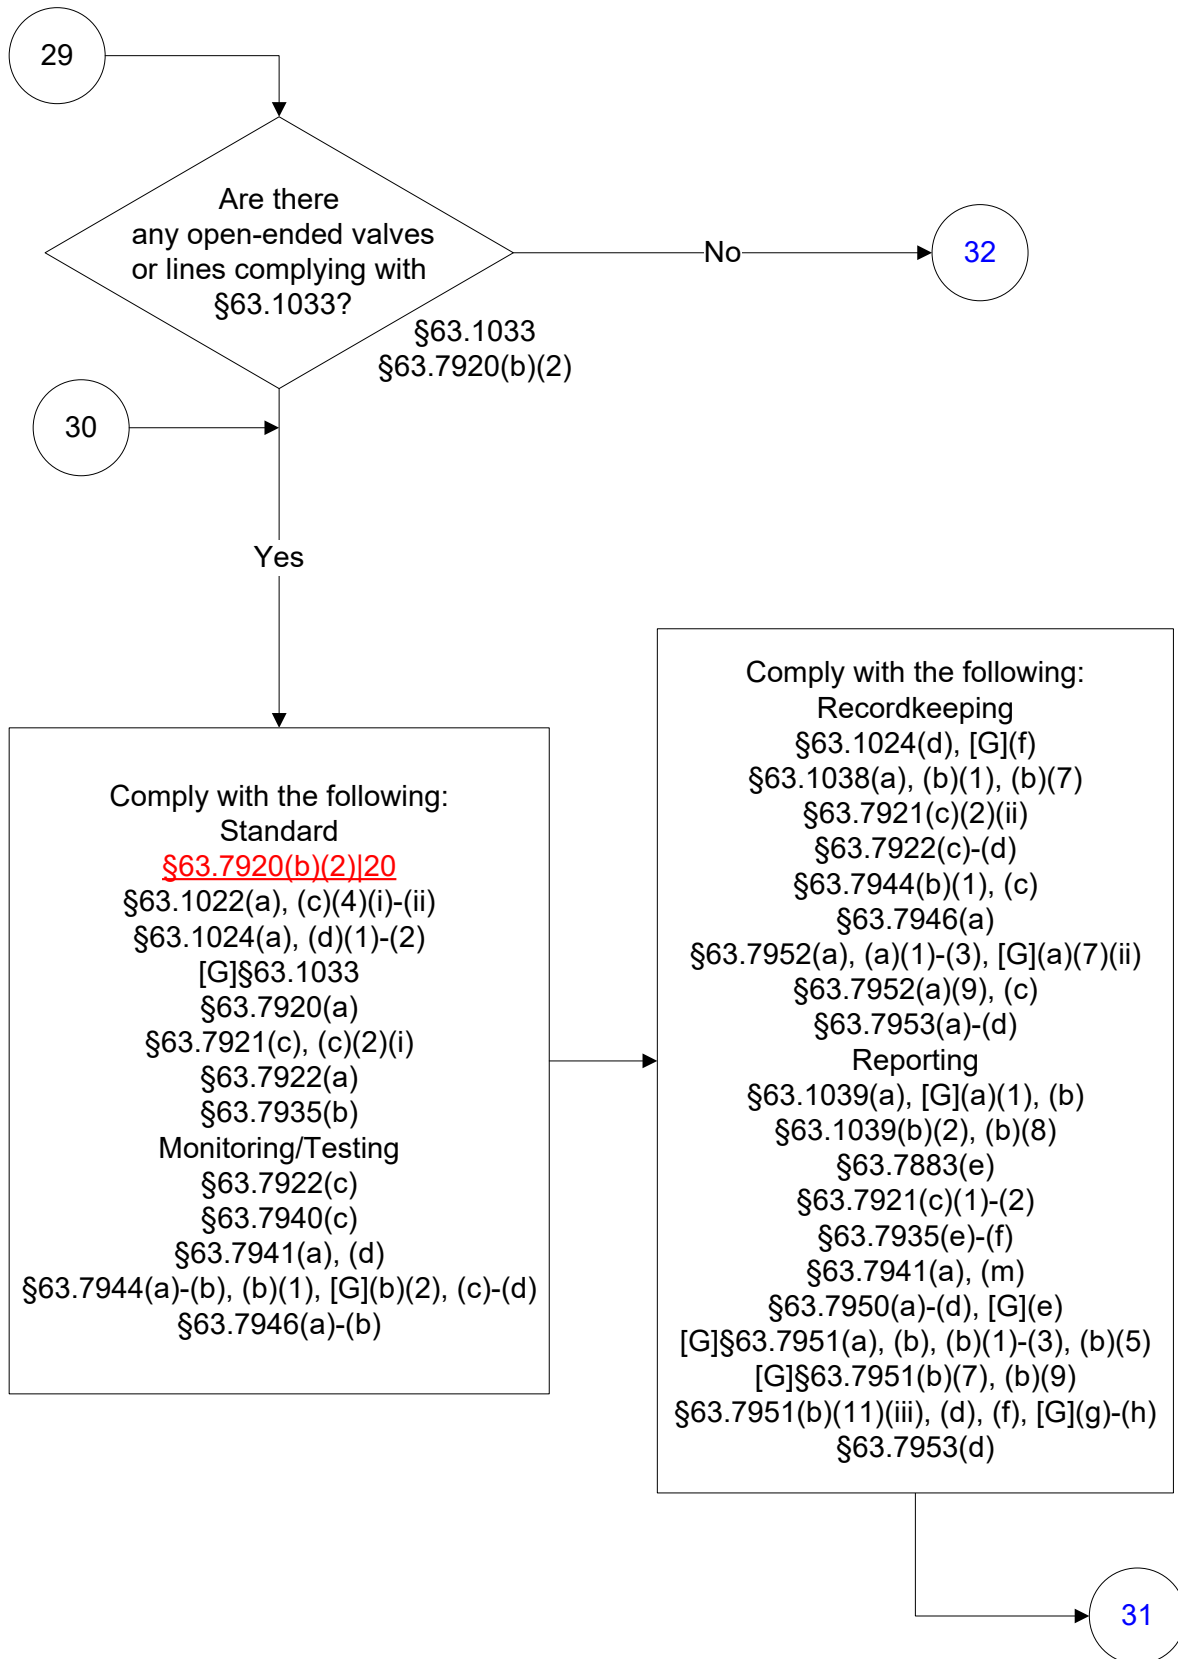 29
Are there
any open-ended valves
or lines complying with
§63.1033?
No
32
§63.1033
§63.7920(b)(2)
30
Yes
Comply with the following:
Standard
§63.7920(b)(2)|20
§63.1022(a), (c)(4)(i)-(ii)
§63.1024(a), (d)(1)-(2)
[G]§63.1033
§63.7920(a)
§63.7921(c), (c)(2)(i)
§63.7922(a)
§63.7935(b)
Monitoring/Testing
§63.7922(c)
§63.7940(c)
§63.7941(a), (d)
§63.7944(a)-(b), (b)(1), [G](b)(2), (c)-(d)
§63.7946(a)-(b)
Comply with the following:
Recordkeeping
§63.1024(d), [G](f)
§63.1038(a), (b)(1), (b)(7)
§63.7921(c)(2)(ii)
§63.7922(c)-(d)
§63.7944(b)(1), (c)
§63.7946(a)
§63.7952(a), (a)(1)-(3), [G](a)(7)(ii)
§63.7952(a)(9), (c)
§63.7953(a)-(d)
Reporting
§63.1039(a), [G](a)(1), (b)
§63.1039(b)(2), (b)(8)
§63.7883(e)
§63.7921(c)(1)-(2)
§63.7935(e)-(f)
§63.7941(a), (m)
§63.7950(a)-(d), [G](e)
[G]§63.7951(a), (b), (b)(1)-(3), (b)(5)
[G]§63.7951(b)(7), (b)(9)
§63.7951(b)(11)(iii), (d), (f), [G](g)-(h)
§63.7953(d)
31